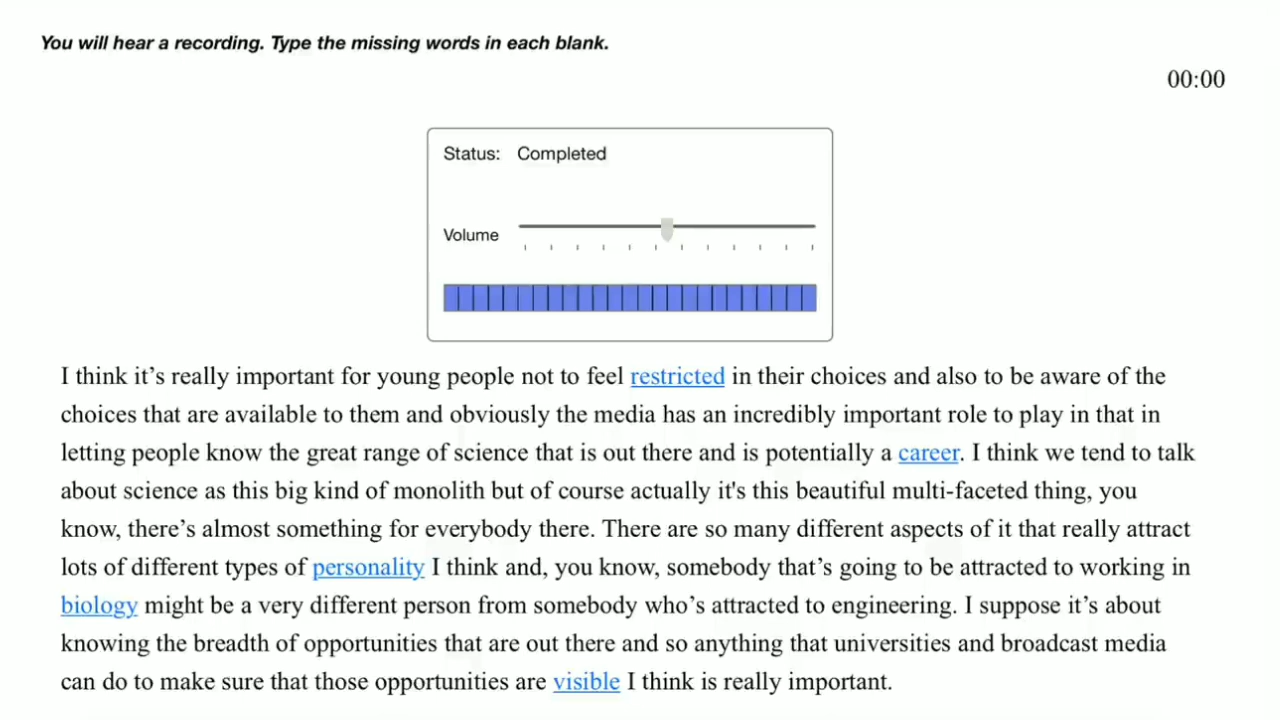 You will hear a recording. Type the missing words in each blank.
00:00
Status: Completed
Volume
I think it’s really important for young people not to feel restricted in their choices and also to be aware of the
choices that are available to them and obviously the media has an incredibly important role to play in that in
letting people know the great range of science that is out there and is potentially a career. I think we tend to talk
about science as this big kind of monolith but of course actually it's this beautiful multi-faceted thing, you
know, there’s almost something for everybody there. There are so many different aspects of it that really attract
lots of different types of personality I think and, you know, somebody that’s going to be attracted to working in
biology might be a very different person from somebody who’s attracted to engineering. I suppose it’s about
knowing the breadth of opportunities that are out there and so anything that universities and broadcast media
can do to make sure that those opportunities are visible I think is really important.